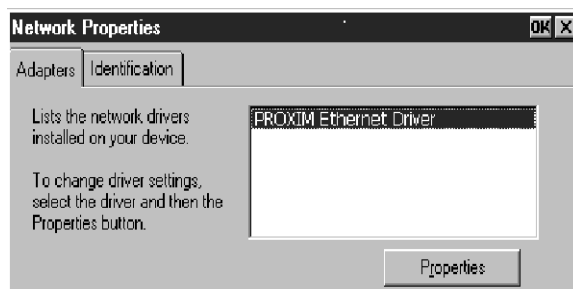 Network Properties
OK X
Adapters
Identification
Lists the network drivers
installed on your device.
To change driver settings,
select the driver and then the
Properties button.
PROXIM Ethernet Driver
Properties